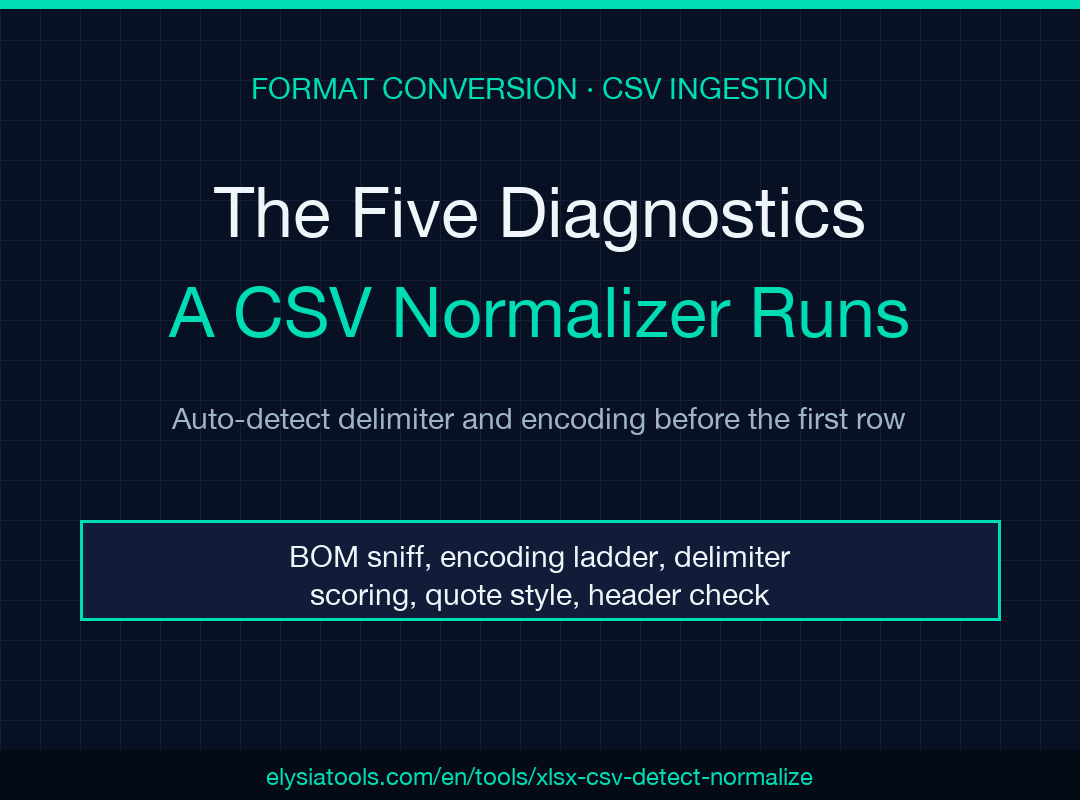 FORMAT CONVERSION · CSV INGESTION
The Five Diagnostics
A CSV Normalizer Runs
Auto-detect delimiter and encoding before the first row
BOM sniff, encoding ladder, delimiter
scoring, quote style, header check
elysiatools.com/en/tools/xlsx-csv-detect-normalize